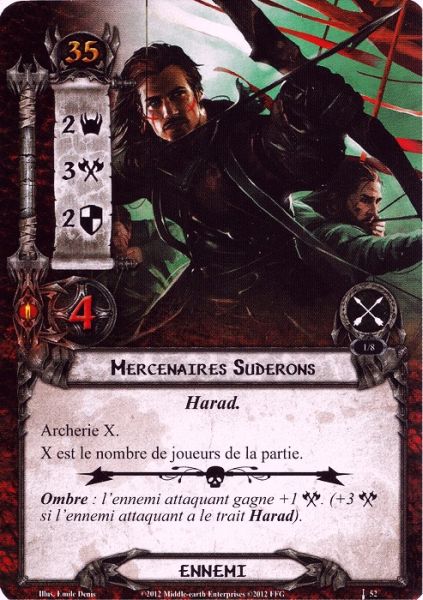 35
2
3
2
4
1/8
MERCENAIRES SUDERONS
Harad.
Archerie X.
X est le nombre de joueurs de la partie.
Ombre : l'ennemi attaquant gagne +1 . (+3
si l'ennemi attaquant a le trait Harad).
ENNEMI
Illus. Emile Denis ©2012 Middle-earth Enterprises ©2012 FFG 52